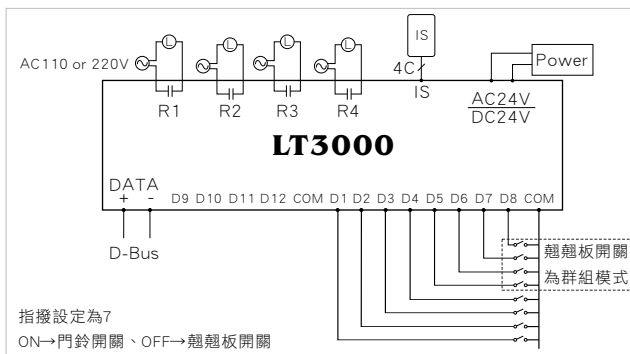 L L L L IS
AC110 or 220V 4C Power
R1 R2 R3 R4 IS AC24V
DC24V
LT3000
DATA
+ - D9 D10 D11 D12 COM D1 D2 D3 D4 D5 D6 D7 D8 COM
D-Bus
翹翹板開關
為群組模式
指撥設定為7
ON→門鈴開關、OFF→翹翹板開關